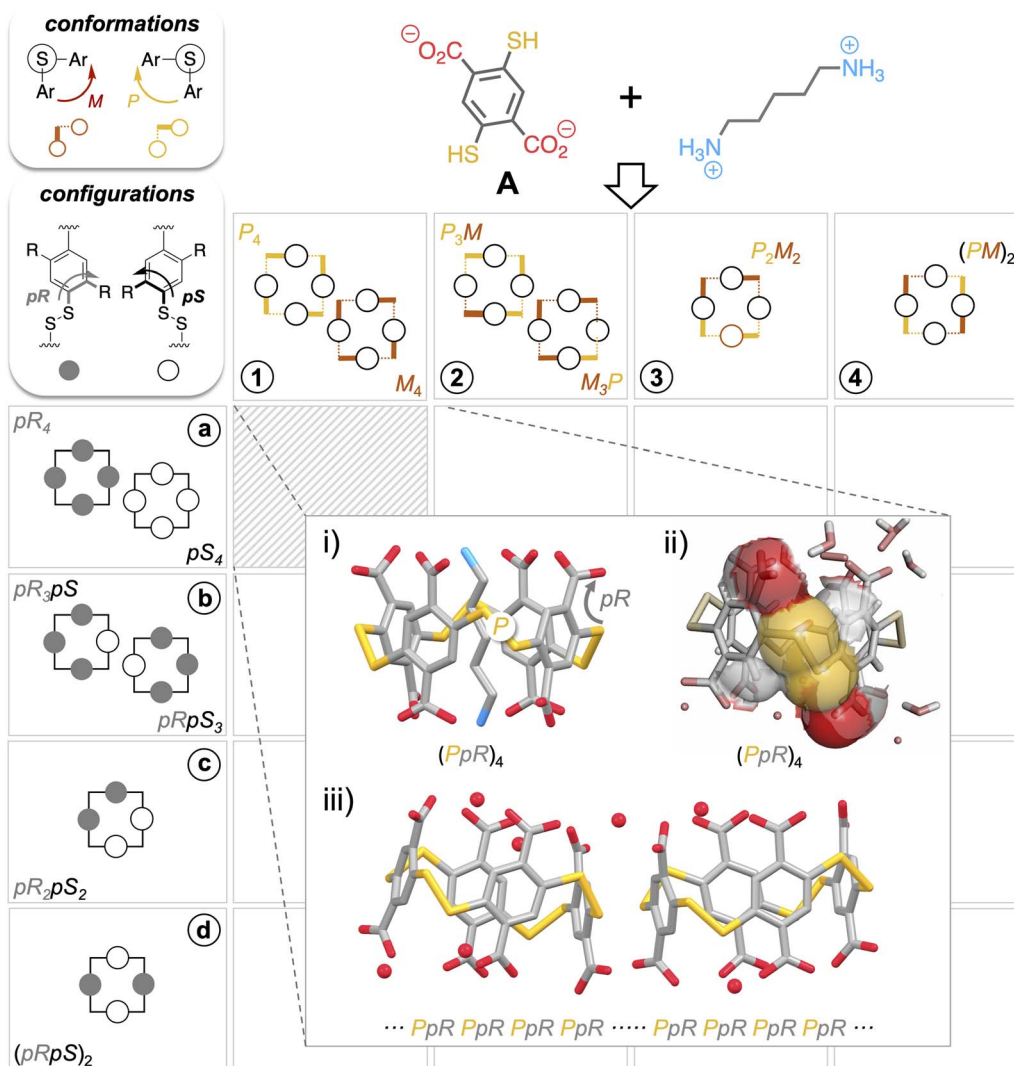 conformations
S Ar Ar M
Ar S Ar P
configurations
R R pR S S
R R pS S S
⊖ O₂C SH
HS CO₂ ⊖
A
+
⊕ NH₃
H₃N ⊕
P₄
M₄
1
P₃M
M₃P
2
P₂M₂
3
(PM)₂
4
pR₄
a
pS₄
pR₃pS
b
pRpS₃
c
pR₂pS₂
d
(pRpS)₂
i)
P
pR
(PpR)₄
ii)
(PpR)₄
iii)
··· PpR PpR PpR PpR ····· PpR PpR PpR PpR ···